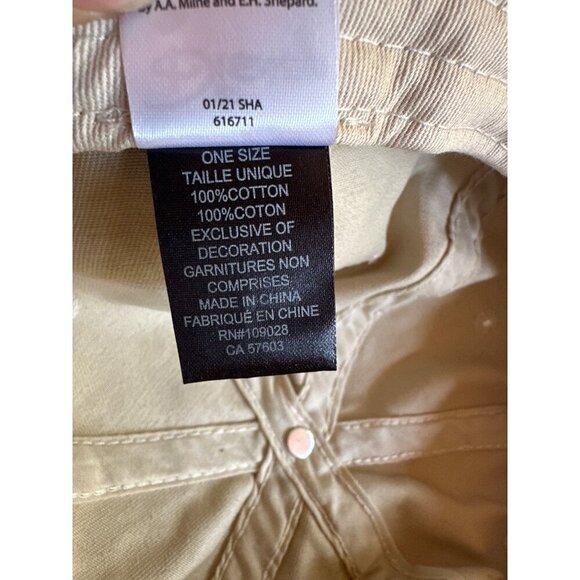 by A.A. Milne and E.H. Shepard.
01/21 SHA
616711
ONE SIZE
TAILLE UNIQUE
100%COTTON
100%COTON
EXCLUSIVE OF
DECORATION
GARNITURES NON
COMPRISES
MADE IN CHINA
FABRIQUÉ EN CHINE
RN#109028
CA 57603